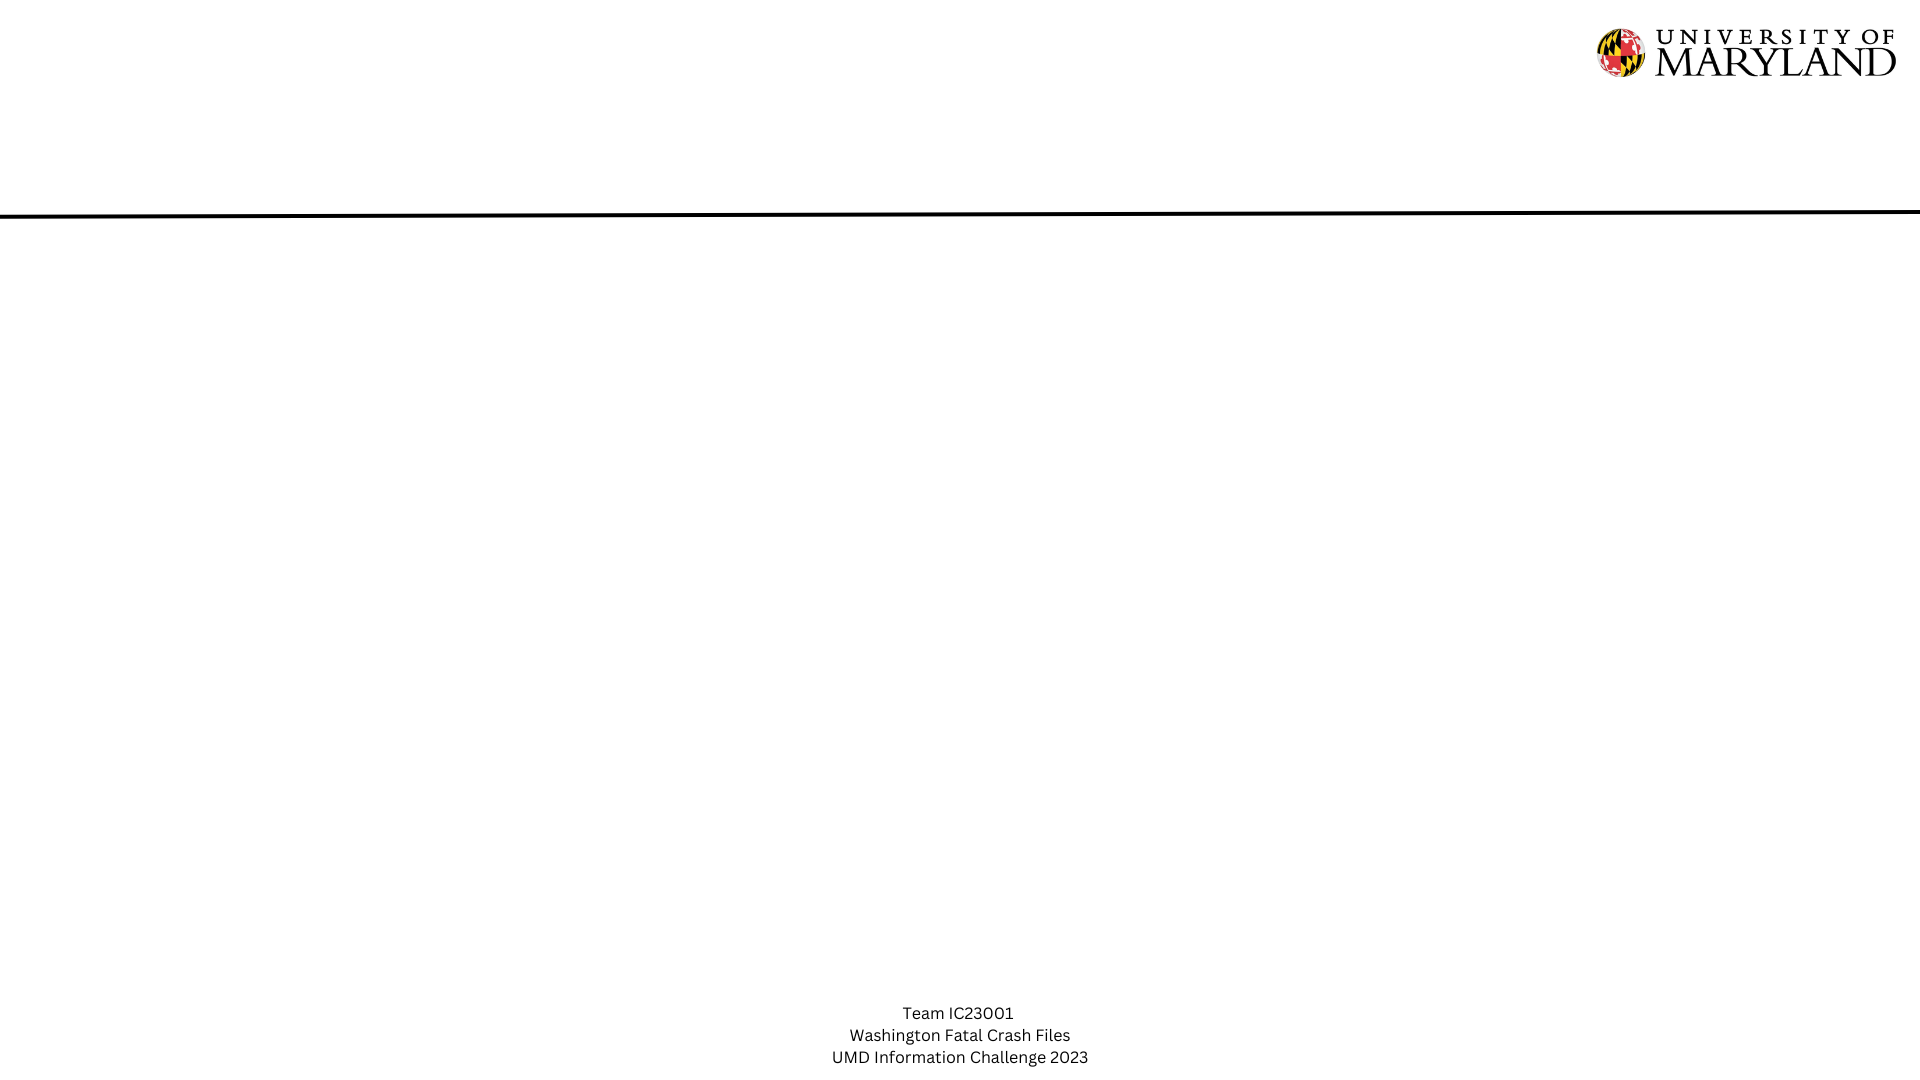 UNIVERSITY OF
MARYLAND
Team IC23001
Washington Fatal Crash Files
UMD Information Challenge 2023